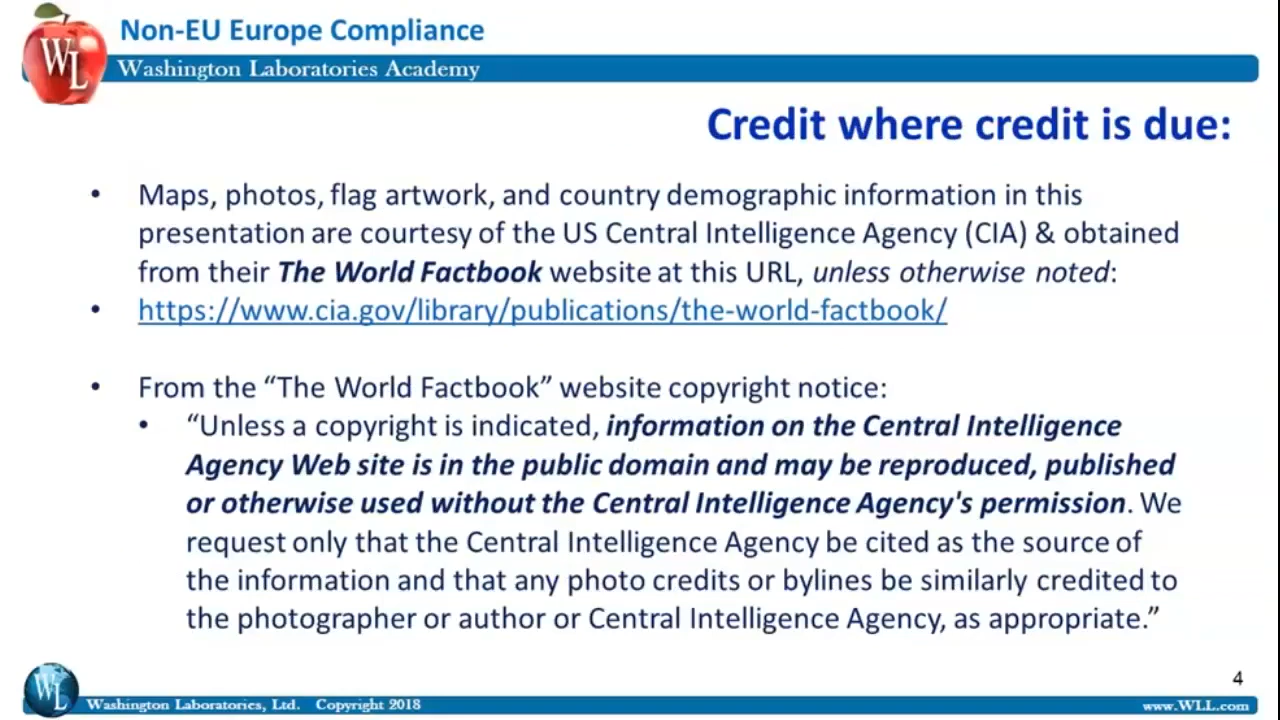 Non-EU Europe Compliance
WL
Washington Laboratories Academy
Credit where credit is due:
• Maps, photos, flag artwork, and country demographic information in this
presentation are courtesy of the US Central Intelligence Agency (CIA) & obtained
from their The World Factbook website at this URL, unless otherwise noted:
• https://www.cia.gov/library/publications/the-world-factbook/
• From the “The World Factbook” website copyright notice:
• “Unless a copyright is indicated, information on the Central Intelligence
Agency Web site is in the public domain and may be reproduced, published
or otherwise used without the Central Intelligence Agency's permission. We
request only that the Central Intelligence Agency be cited as the source of
the information and that any photo credits or bylines be similarly credited to
the photographer or author or Central Intelligence Agency, as appropriate.”
4
WL
Washington Laboratories, Ltd. Copyright 2018
www.WLL.com